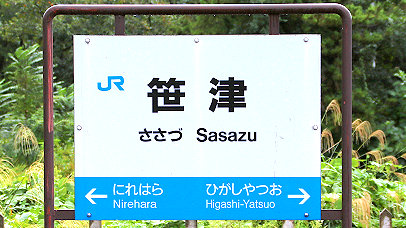 JR
笹津
ささづ Sasazu
← にれはら ひがしやつお →
Nirehara Higashi-Yatsuo